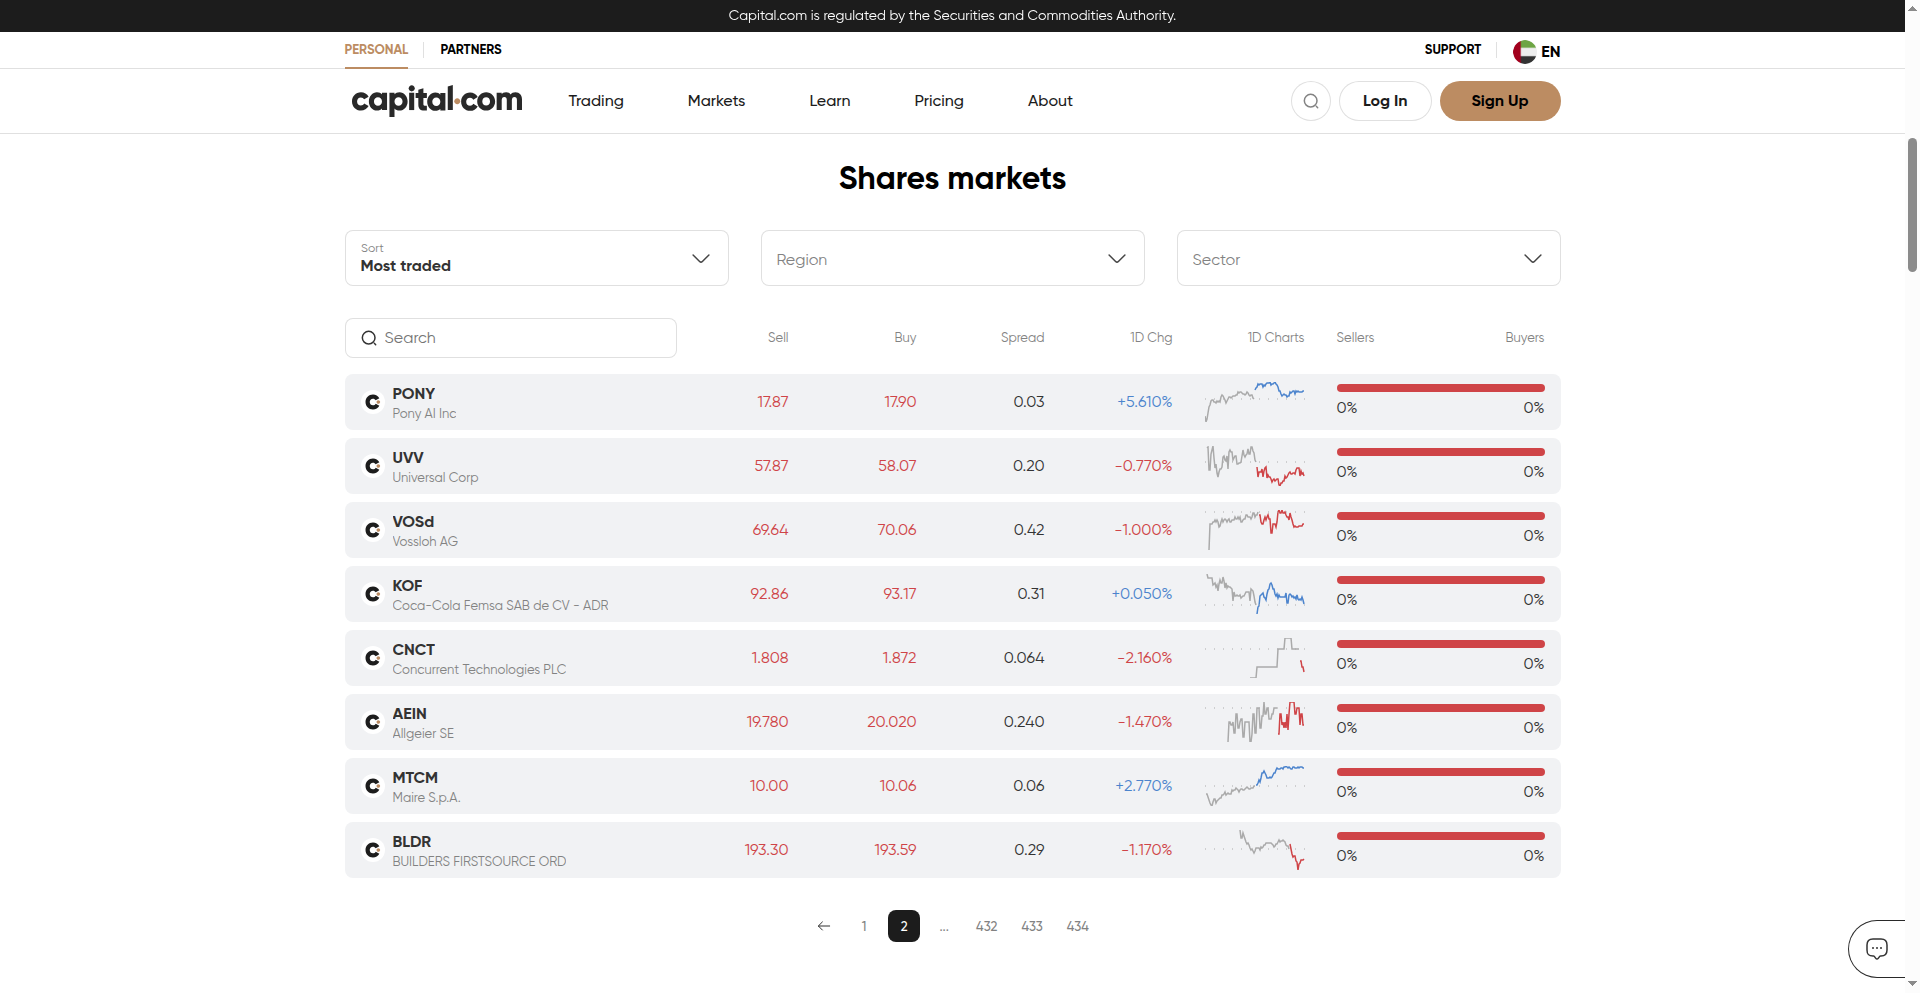 Capital.com is regulated by the Securities and Commodities Authority.
PERSONAL PARTNERS SUPPORT EN
capital.com Trading Markets Learn Pricing About Log In Sign Up
Shares markets
Sort
Most traded Region Sector
Search Sell Buy Spread 1D Chg 1D Charts Sellers Buyers
PONY
Pony AI Inc 17.87 17.90 0.03 +5.610% 0% 0%
UVV
Universal Corp 57.87 58.07 0.20 -0.770% 0% 0%
VOSd
Vossloh AG 69.64 70.06 0.42 -1.000% 0% 0%
KOF
Coca-Cola Femsa SAB de CV - ADR 92.86 93.17 0.31 +0.050% 0% 0%
CNCT
Concurrent Technologies PLC 1.808 1.872 0.064 -2.160% 0% 0%
AEIN
Allgeier SE 19.780 20.020 0.240 -1.470% 0% 0%
MTCM
Maire S.p.A. 10.00 10.06 0.06 +2.770% 0% 0%
BLDR
BUILDERS FIRSTSOURCE ORD 193.30 193.59 0.29 -1.170% 0% 0%
1 2 ... 432 433 434